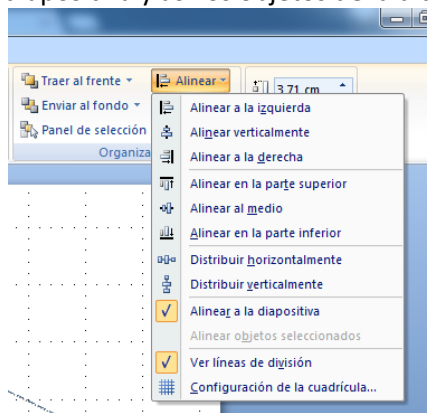 Traer al frente
Alinear
3,71 cm
Enviar al fondo
Alinear a la izquierda
Panel de selección
Alinear verticalmente
Alinear a la derecha
Organiza
Alinear en la parte superior
Alinear al medio
Alinear en la parte inferior
Distribuir horizontalmente
Distribuir verticalmente
Alinear a la diapositiva
Alinear objetos seleccionados
Ver líneas de división
Configuración de la cuadrícula...